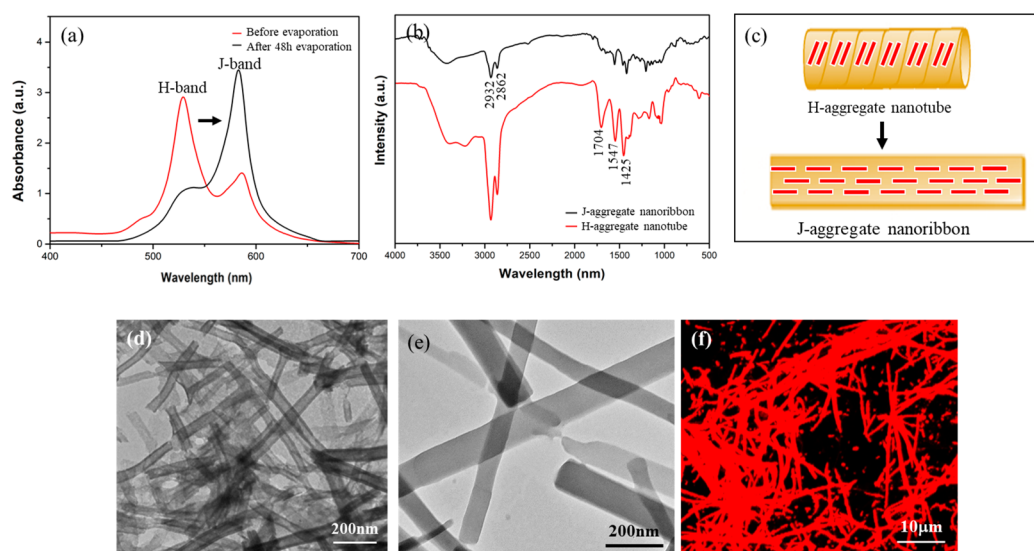 (a)
Before evaporation
After 48h evaporation
J-band
H-band
Absorbance (a.u.)
4
3
2
1
0
400
500
600
700
Wavelength (nm)
(b)
Intensity (a.u.)
2932
2862
1704
1547
1425
J-aggregate nanoribbon
H-aggregate nanotube
4000
3500
3000
2500
2000
1500
1000
500
Wavelength (nm)
(c)
H-aggregate nanotube
J-aggregate nanoribbon
(d)
200nm
(e)
200nm
(f)
10μm